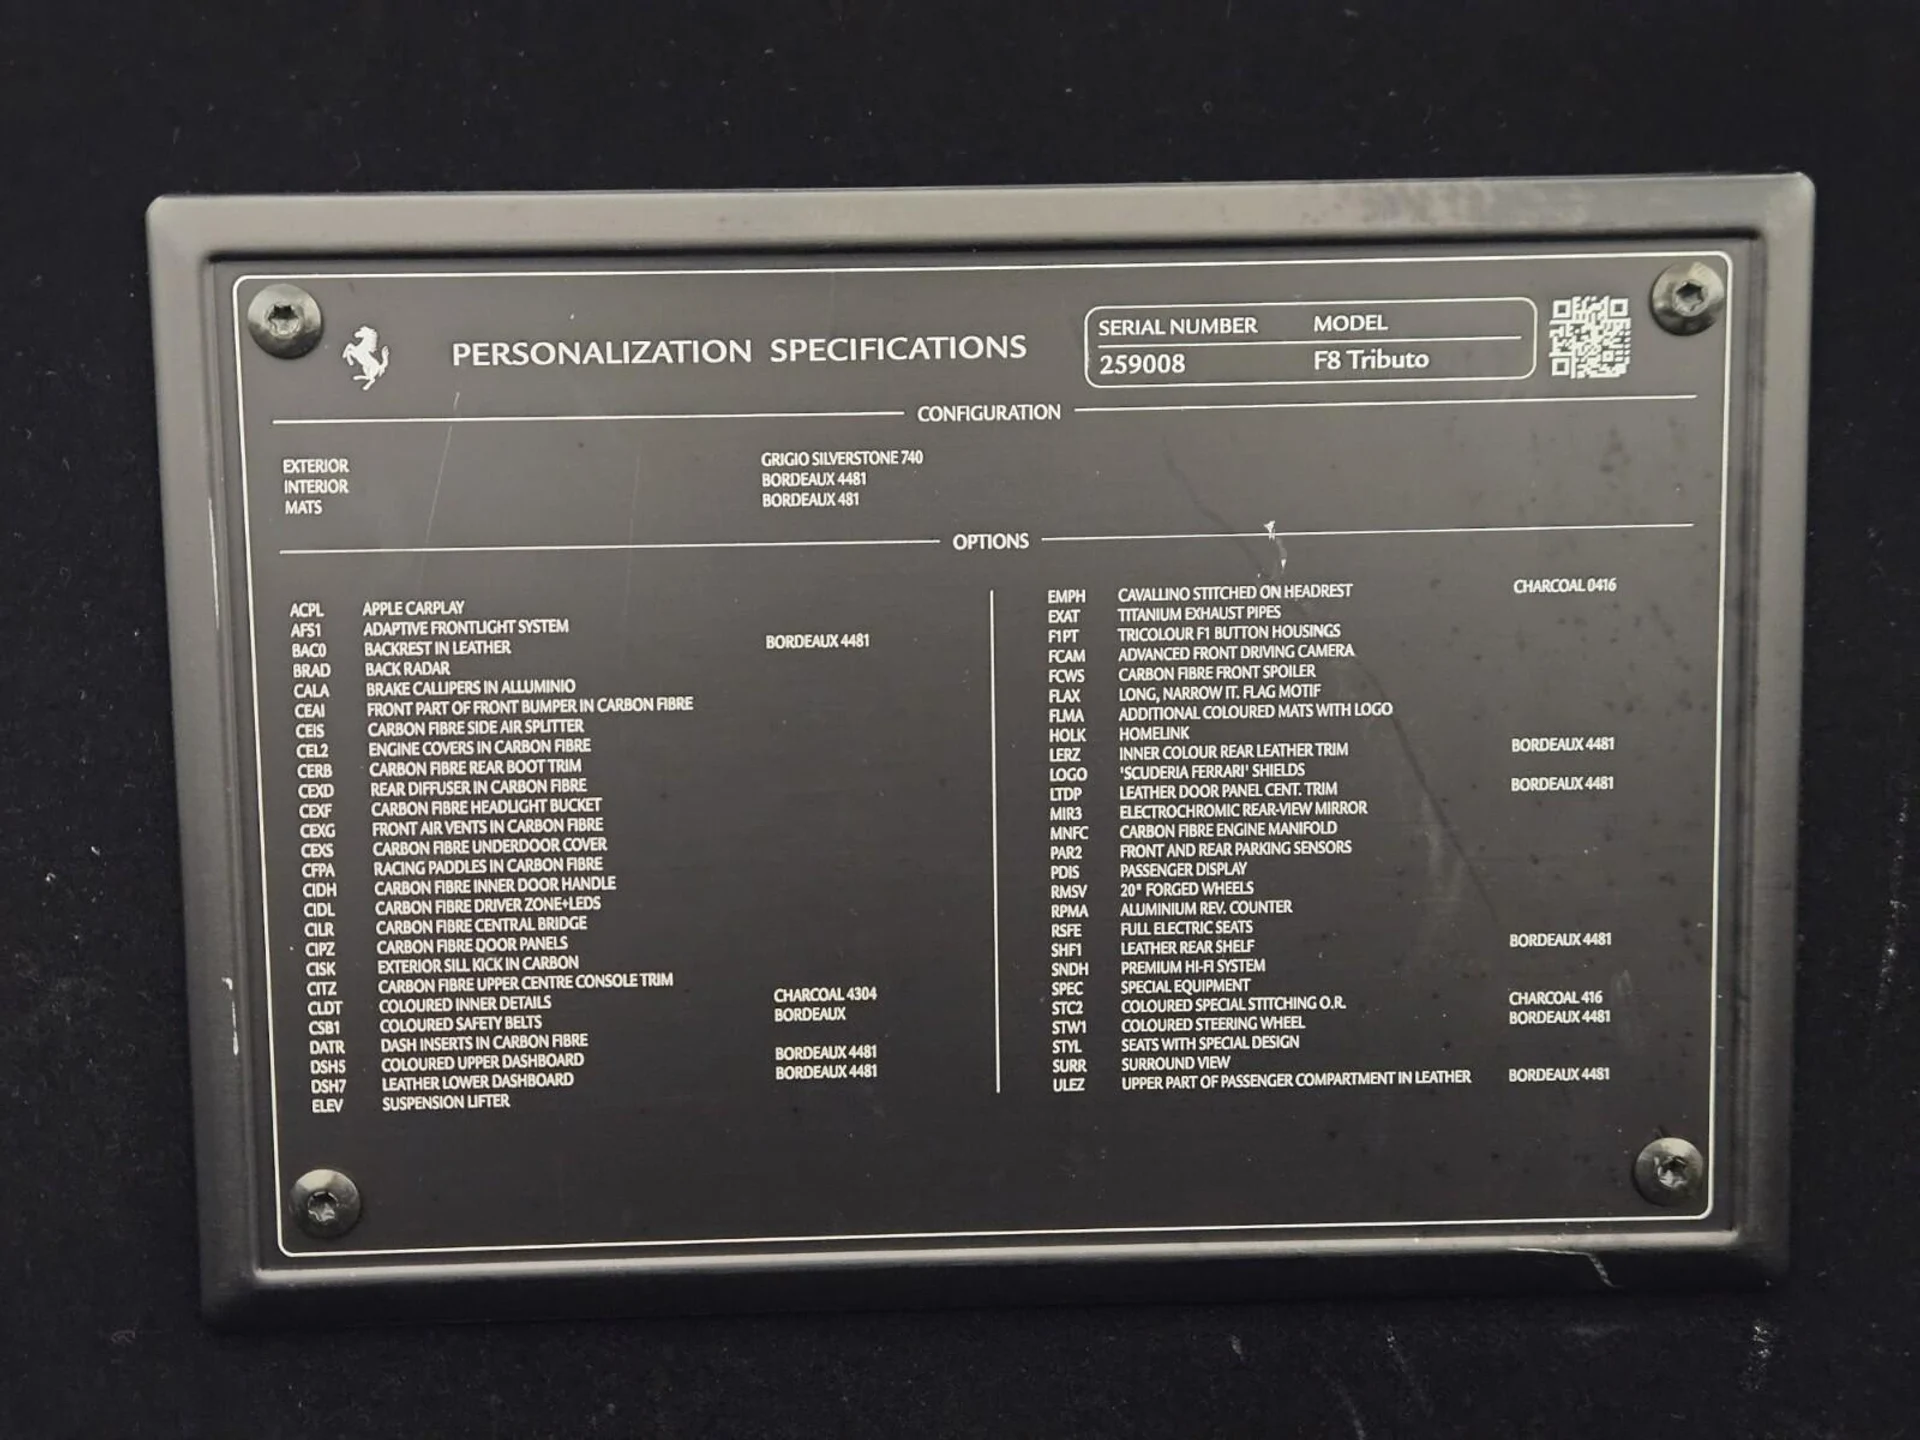 PERSONALIZATION SPECIFICATIONS
SERIAL NUMBER MODEL
259008 F8 Tributo
CONFIGURATION
EXTERIOR GRIGIO SILVERSTONE 740
INTERIOR BORDEAUX 4481
MATS BORDEAUX 481
OPTIONS
ACPL APPLE CARPLAY
AFS1 ADAPTIVE FRONTLIGHT SYSTEM
BAC0 BACKREST IN LEATHER BORDEAUX 4481
BRAD BACK RADAR
CALA BRAKE CALLIPERS IN ALLUMINIO
CEAI FRONT PART OF FRONT BUMPER IN CARBON FIBRE
CEIS CARBON FIBRE SIDE AIR SPLITTER
CEL2 ENGINE COVERS IN CARBON FIBRE
CERB CARBON FIBRE REAR BOOT TRIM
CEXD REAR DIFFUSER IN CARBON FIBRE
CEXF CARBON FIBRE HEADLIGHT BUCKET
CEXG FRONT AIR VENTS IN CARBON FIBRE
CEXS CARBON FIBRE UNDERDOOR COVER
CFPA RACING PADDLES IN CARBON FIBRE
CIDH CARBON FIBRE INNER DOOR HANDLE
CIDL CARBON FIBRE DRIVER ZONE+LEDS
CILR CARBON FIBRE CENTRAL BRIDGE
CIPZ CARBON FIBRE DOOR PANELS
CISK EXTERIOR SILL KICK IN CARBON
CITZ CARBON FIBRE UPPER CENTRE CONSOLE TRIM
CLDT COLOURED INNER DETAILS CHARCOAL 4304
CSB1 COLOURED SAFETY BELTS BORDEAUX
DATR DASH INSERTS IN CARBON FIBRE
DSH5 COLOURED UPPER DASHBOARD BORDEAUX 4481
DSH7 LEATHER LOWER DASHBOARD BORDEAUX 4481
ELEV SUSPENSION LIFTER
EMPH CAVALLINO STITCHED ON HEADREST CHARCOAL 0416
EXAT TITANIUM EXHAUST PIPES
F1PT TRICOLOUR F1 BUTTON HOUSINGS
FCAM ADVANCED FRONT DRIVING CAMERA
FCWS CARBON FIBRE FRONT SPOILER
FLAX LONG, NARROW IT. FLAG MOTIF
FLMA ADDITIONAL COLOURED MATS WITH LOGO
HOLK HOMELINK
LERZ INNER COLOUR REAR LEATHER TRIM BORDEAUX 4481
LOGO 'SCUDERIA FERRARI' SHIELDS
LTDP LEATHER DOOR PANEL CENT. TRIM BORDEAUX 4481
MIR3 ELECTROCHROMIC REAR-VIEW MIRROR
MNFC CARBON FIBRE ENGINE MANIFOLD
PAR2 FRONT AND REAR PARKING SENSORS
PDIS PASSENGER DISPLAY
RMSV 20" FORGED WHEELS
RPMA ALUMINIUM REV. COUNTER
RSFE FULL ELECTRIC SEATS
SHF1 LEATHER REAR SHELF BORDEAUX 4481
SNDH PREMIUM HI-FI SYSTEM
SPEC SPECIAL EQUIPMENT
STC2 COLOURED SPECIAL STITCHING O.R. CHARCOAL 416
STW1 COLOURED STEERING WHEEL BORDEAUX 4481
STYL SEATS WITH SPECIAL DESIGN
SURR SURROUND VIEW
ULEZ UPPER PART OF PASSENGER COMPARTMENT IN LEATHER BORDEAUX 4481